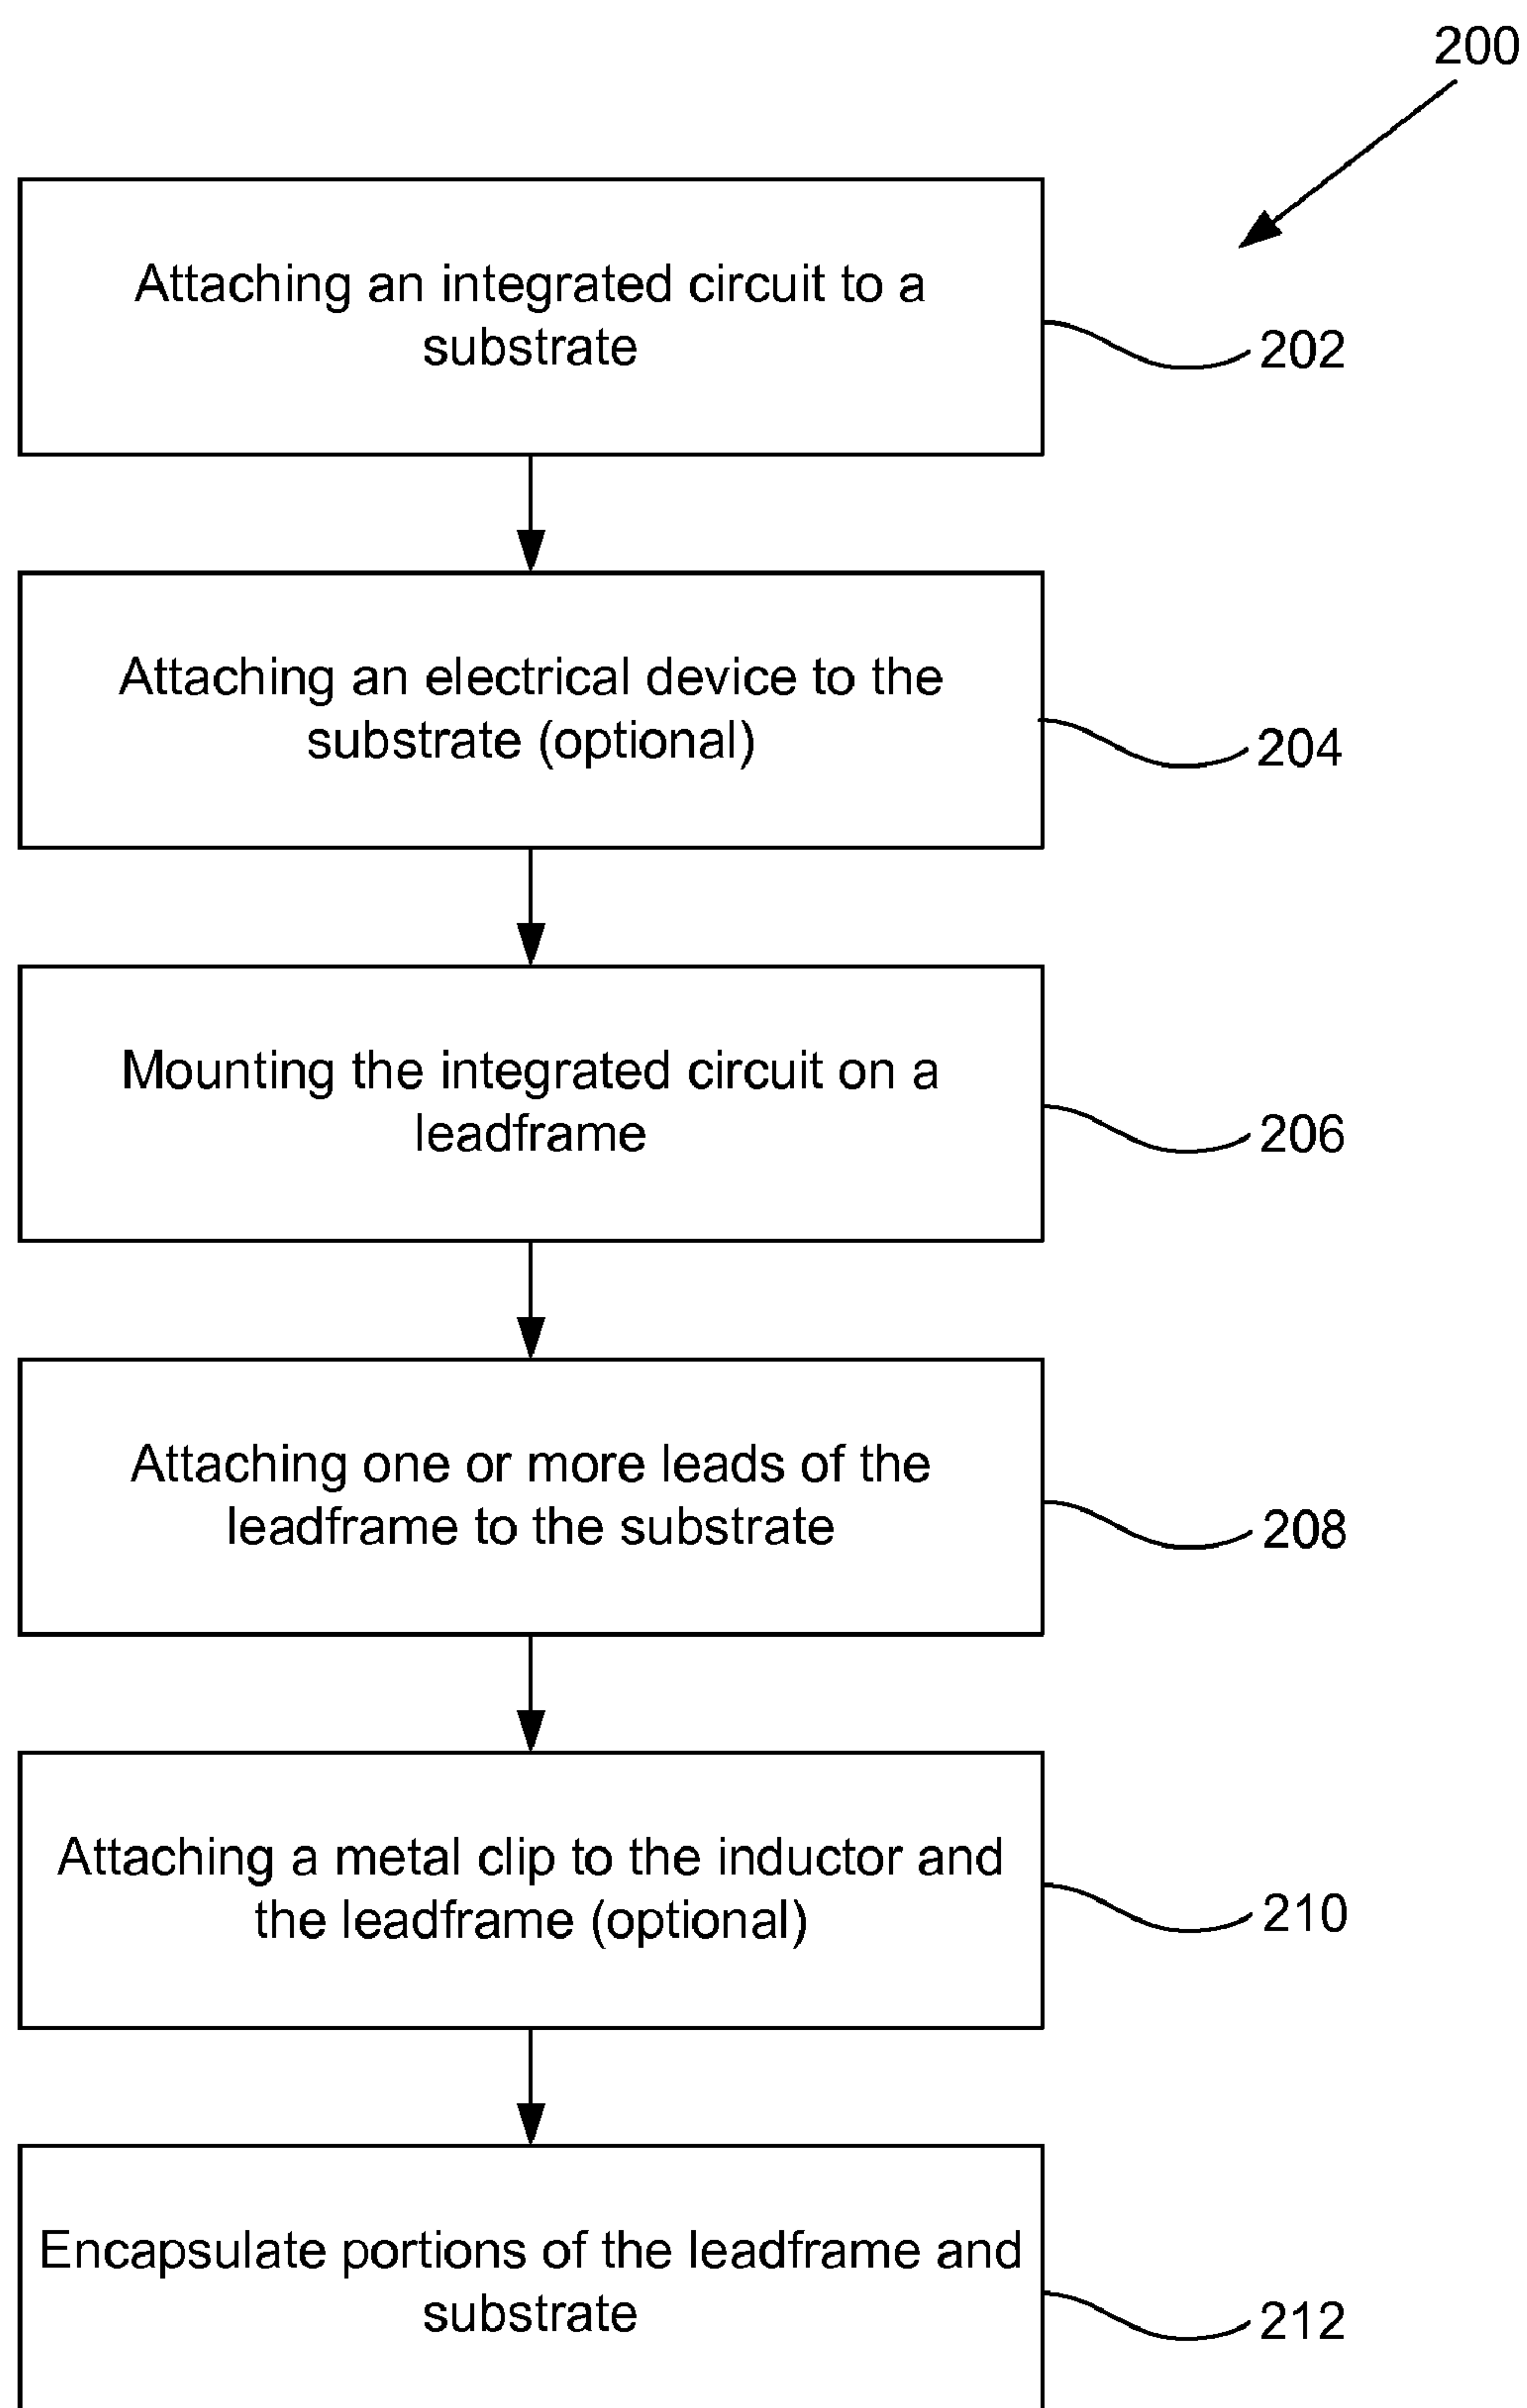 200
Attaching an integrated circuit to a
substrate
202
Attaching an electrical device to the
substrate (optional)
204
Mounting the integrated circuit on a
leadframe
206
Attaching one or more leads of the
leadframe to the substrate
208
Attaching a metal clip to the inductor and
the leadframe (optional)
210
Encapsulate portions of the leadframe and
substrate
212